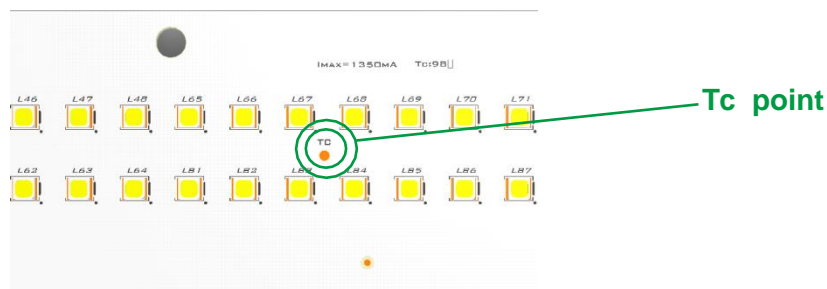 IMAX=1350MA TC:98
L46 L47 L48 L65 L66 L67 L68 L69 L70 L71
Tc point
TC
L62 L63 L64 L81 L82 L83 L84 L85 L86 L87